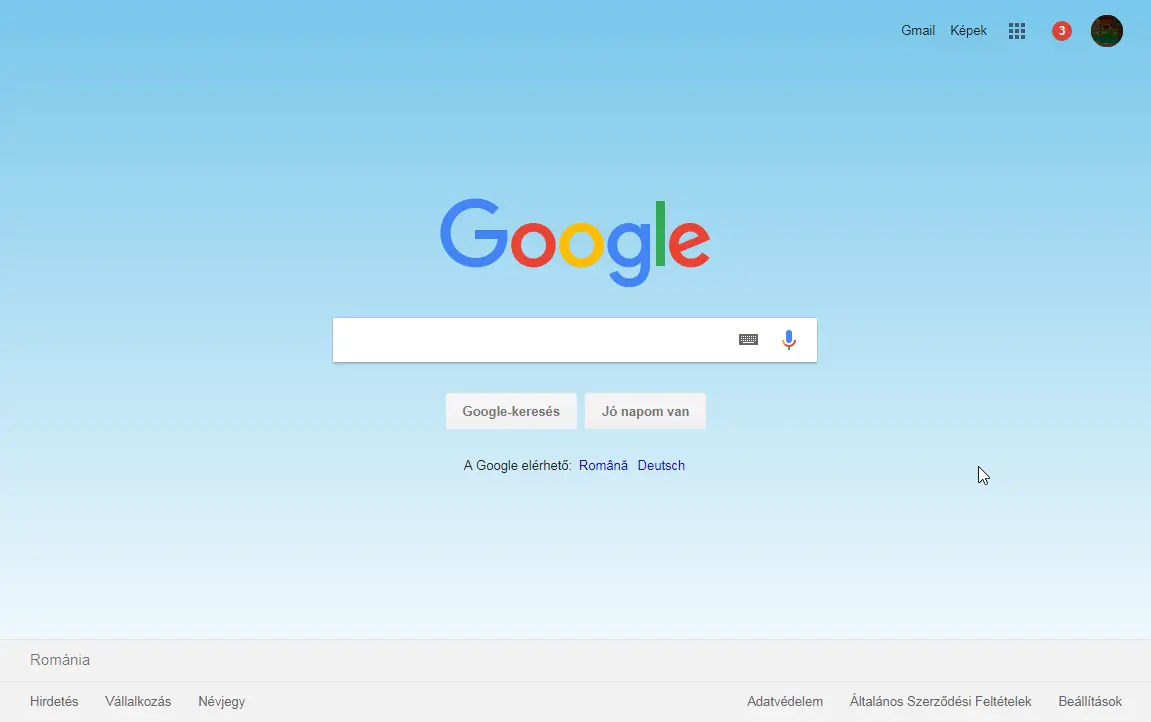 Gmail Képek 3
Google
Google-keresés Jó napom van
A Google elérhető: Română Deutsch
Románia
Hirdetés Vállalkozás Névjegy Adatvédelem Általános Szerződési Feltételek Beállítások